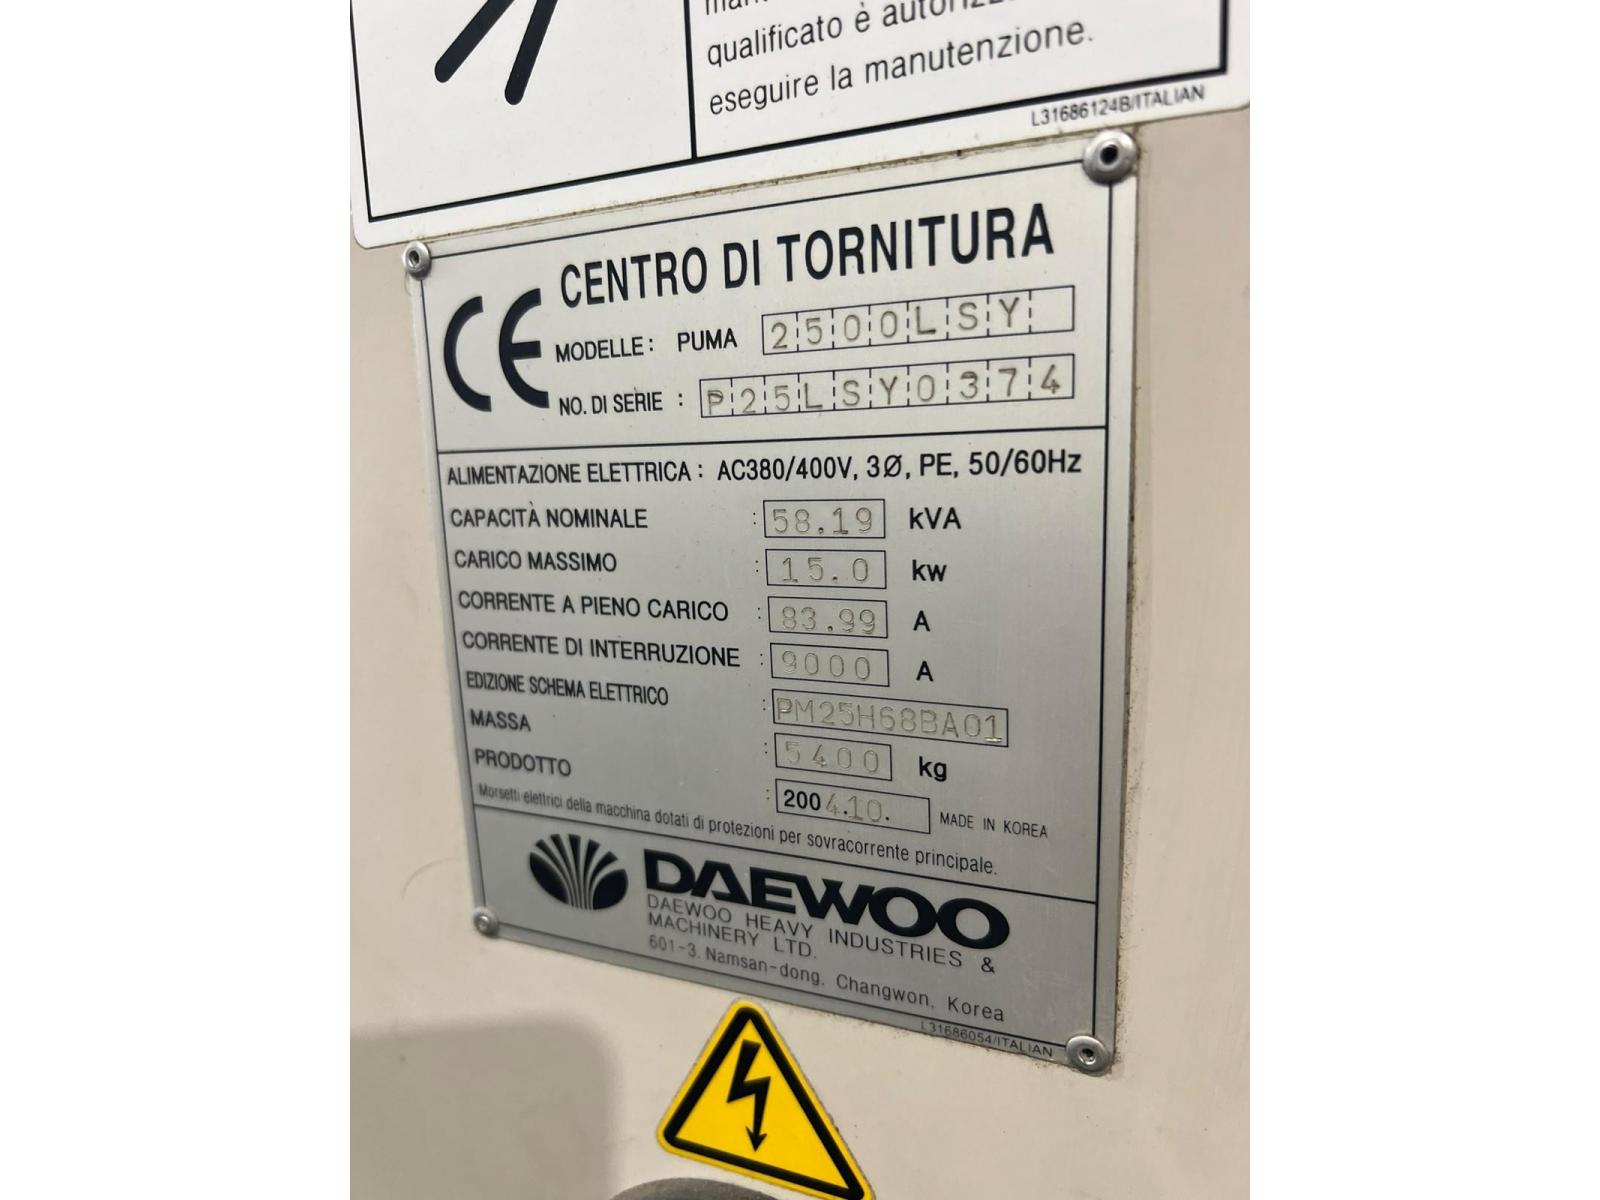 qualificato è
eseguire la manutenzione.
L31686124B/ITALIAN
CENTRO DI TORNITURA
CE
MODELLE: PUMA 2500LSY
NO. DI SERIE : P25LSY0374
ALIMENTAZIONE ELETTRICA : AC380/400V, 3Ø, PE, 50/60Hz
CAPACITÀ NOMINALE : 58.19 kVA
CARICO MASSIMO : 15.0 kw
CORRENTE A PIENO CARICO : 83.99 A
CORRENTE DI INTERRUZIONE : 9000 A
EDIZIONE SCHEMA ELETTRICO : PM25H68BA01
MASSA : 5400 kg
PRODOTTO : 2004.10. MADE IN KOREA
Morsetti elettrici della macchina dotati di protezioni per sovracorrente principale.
DAEWOO
DAEWOO HEAVY INDUSTRIES &
MACHINERY LTD.
601-3, Namsan-dong, Changwon, Korea
L31686054/ITALIAN